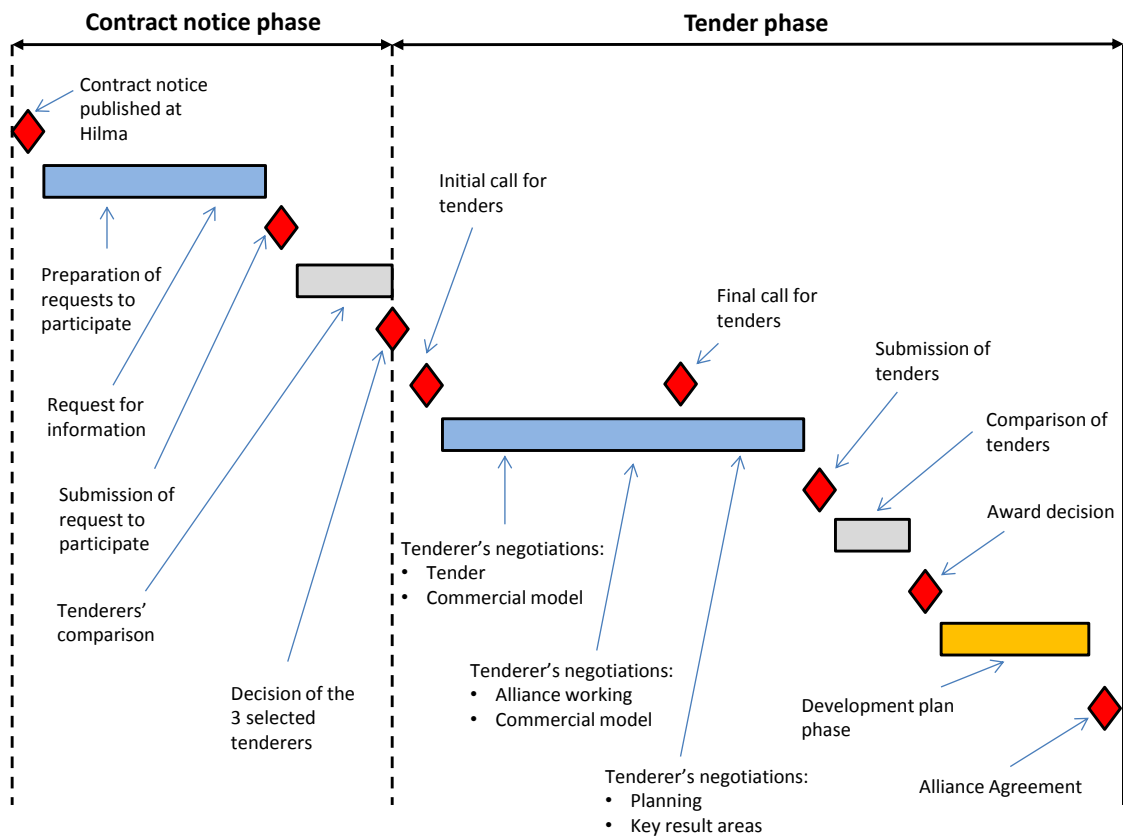 Contract notice phase
Tender phase
Contract notice
published at
Hilma
Initial call for
tenders
Preparation of
requests to
participate
Final call for
tenders
Submission of
tenders
Request for
information
Comparison of
tenders
Submission of
request to
participate
Award decision
Tenderer's negotiations:
• Tender
• Commercial model
Tenderers'
comparison
Tenderer's negotiations:
• Alliance working
• Commercial model
Decision of the
3 selected
tenderers
Development plan
phase
Tenderer's negotiations:
• Planning
• Key result areas
Alliance Agreement